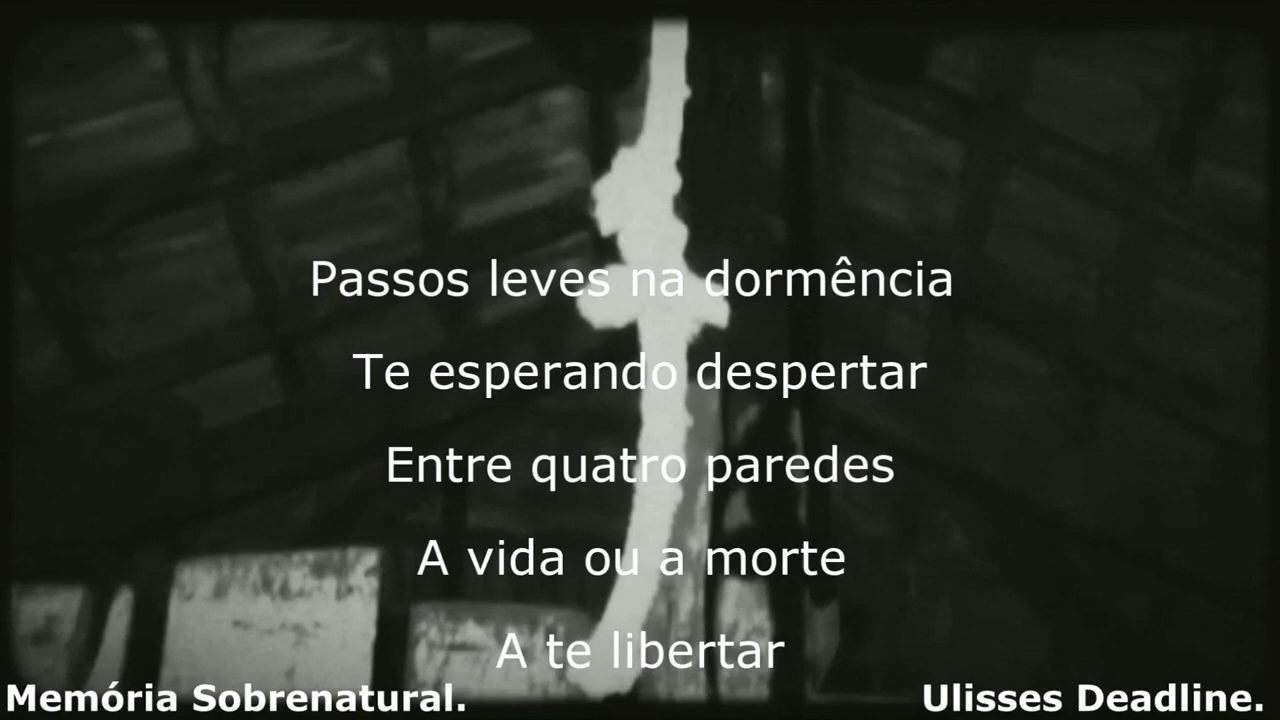 Passos leves na dormência
Te esperando despertar
Entre quatro paredes
A vida ou a morte
A te libertar
Memória Sobrenatural.
Ulisses Deadline.